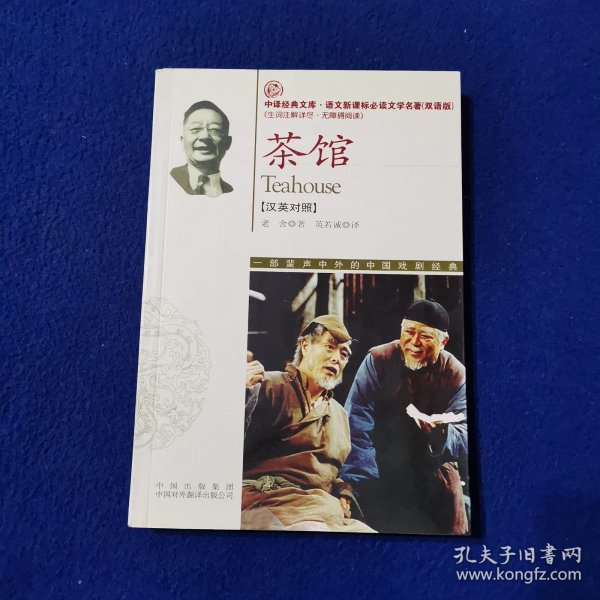 中译经典文库·语文新课标必读文学名著(双语版)
(生词注解详尽·无障碍阅读)
茶馆
Teahouse
【汉英对照】
老 舍◎著 英若诚◎译
一部蜚声中外的中国戏剧经典
中国出版集团
中国对外翻译出版公司
孔夫子旧书网
www.kongfz.com